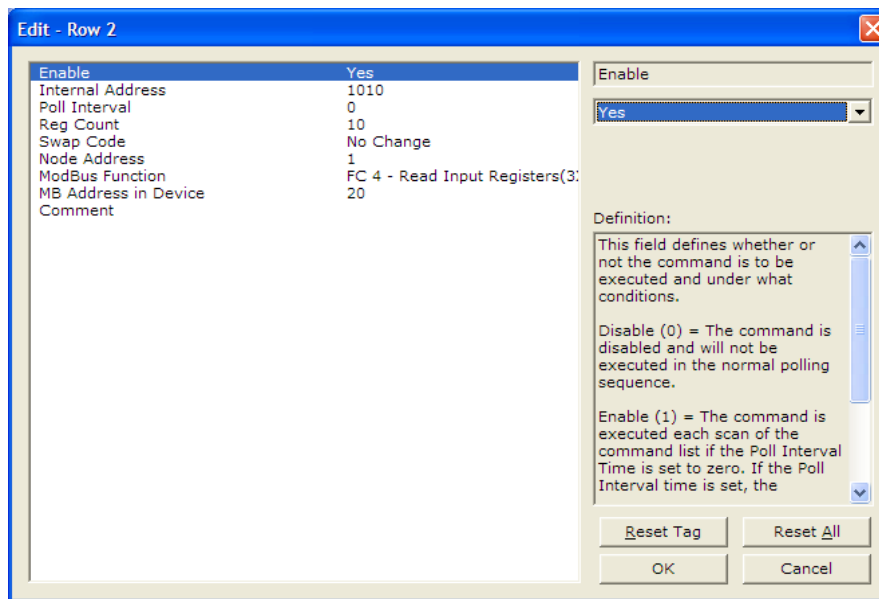 Edit - Row 2
Enable Yes
Internal Address 1010
Poll Interval 0
Reg Count 10
Swap Code No Change
Node Address 1
ModBus Function FC 4 - Read Input Registers(3
MB Address in Device 20
Comment
Enable
Yes
Definition:
This field defines whether or
not the command is to be
executed and under what
conditions.
Disable (0) = The command is
disabled and will not be
executed in the normal polling
sequence.
Enable (1) = The command is
executed each scan of the
command list if the Poll Interval
Time is set to zero. If the Poll
Interval time is set, the
Reset Tag Reset All
OK Cancel